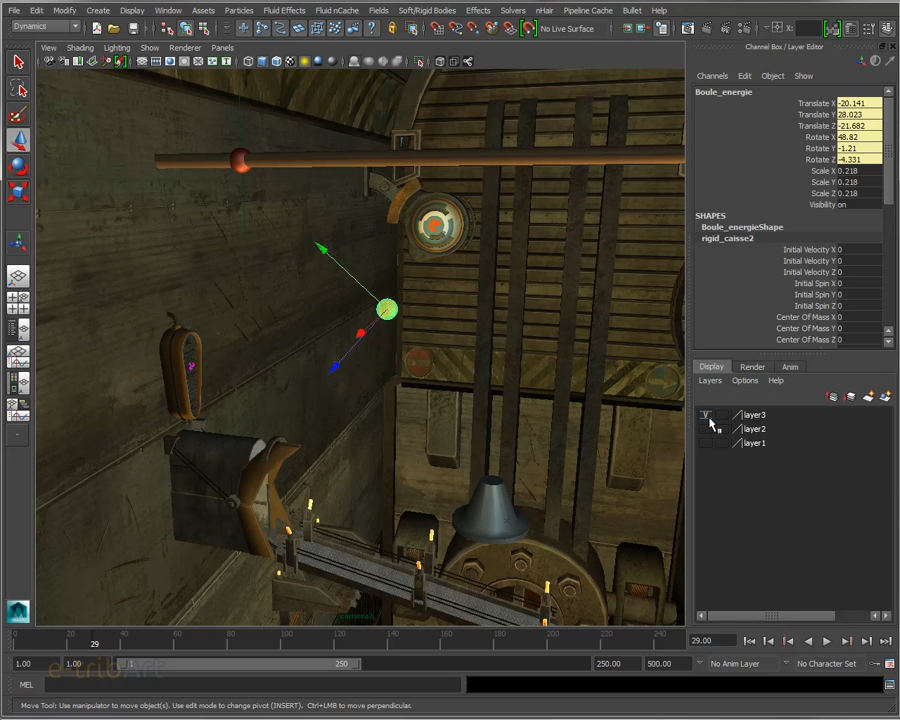 File Edit Modify Create Display Window Assets Particles Fluid Effects Fluid nCache Fields Soft/Rigid Bodies Effects Solvers nHair Pipeline Cache Bullet Help
Dynamics No Live Surface
View Shading Lighting Show Renderer Panels
Channel Box / Layer Editor
Channels Edit Object Show
Boule_energie
Translate X -20.141
Translate Y 28.023
Translate Z -21.682
Rotate X 48.82
Rotate Y -1.21
Rotate Z -4.331
Scale X 0.218
Scale Y 0.218
Scale Z 0.218
Visibility on
SHAPES
Boule_energieShape
rigid_caisse2
Initial Velocity X 0
Initial Velocity Y 0
Initial Velocity Z 0
Initial Spin X 0
Initial Spin Y 0
Initial Spin Z 0
Center Of Mass X 0
Center Of Mass Y 0
Center Of Mass Z 0
Display Render Anim
Layers Options Help
V layer3
layer2
layer1
camera2
0 20 29 40 60 80 100 120 140 160 180 200 220 240
29.00
1.00 1.00 1 250 250.00 500.00 No Anim Layer No Character Set
e-tribArt
MEL
Move Tool: Use manipulator to move object(s). Use edit mode to change pivot (INSERT). Ctrl+LMB to move perpendicular.